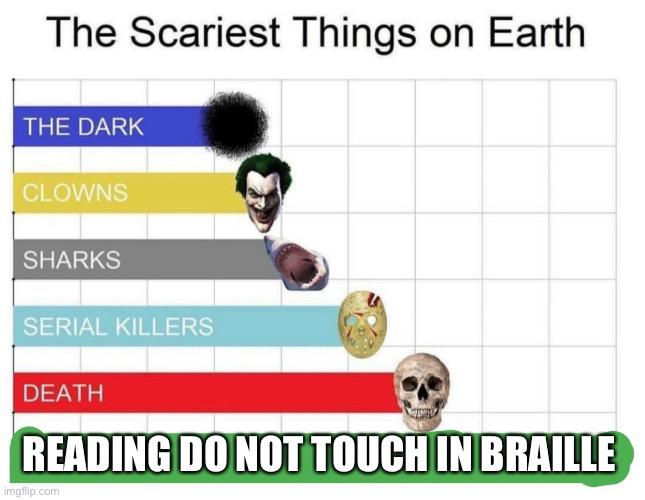 The Scariest Things on Earth
THE DARK
CLOWNS
SHARKS
SERIAL KILLERS
DEATH
READING DO NOT TOUCH IN BRAILLE
imgflip.com